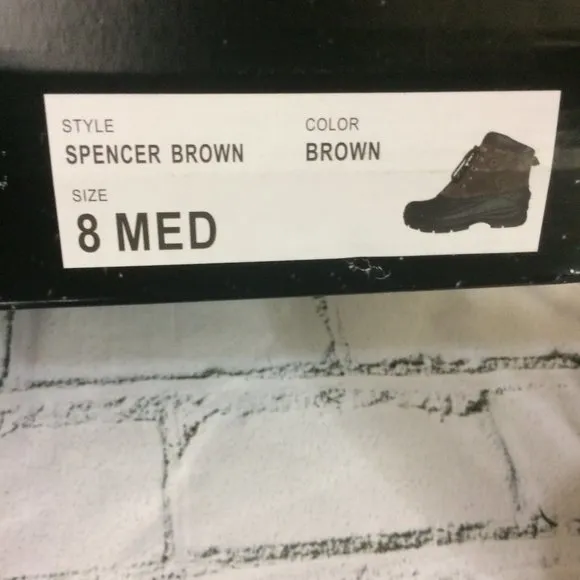 STYLE
SPENCER BROWN
COLOR
BROWN
SIZE
8 MED